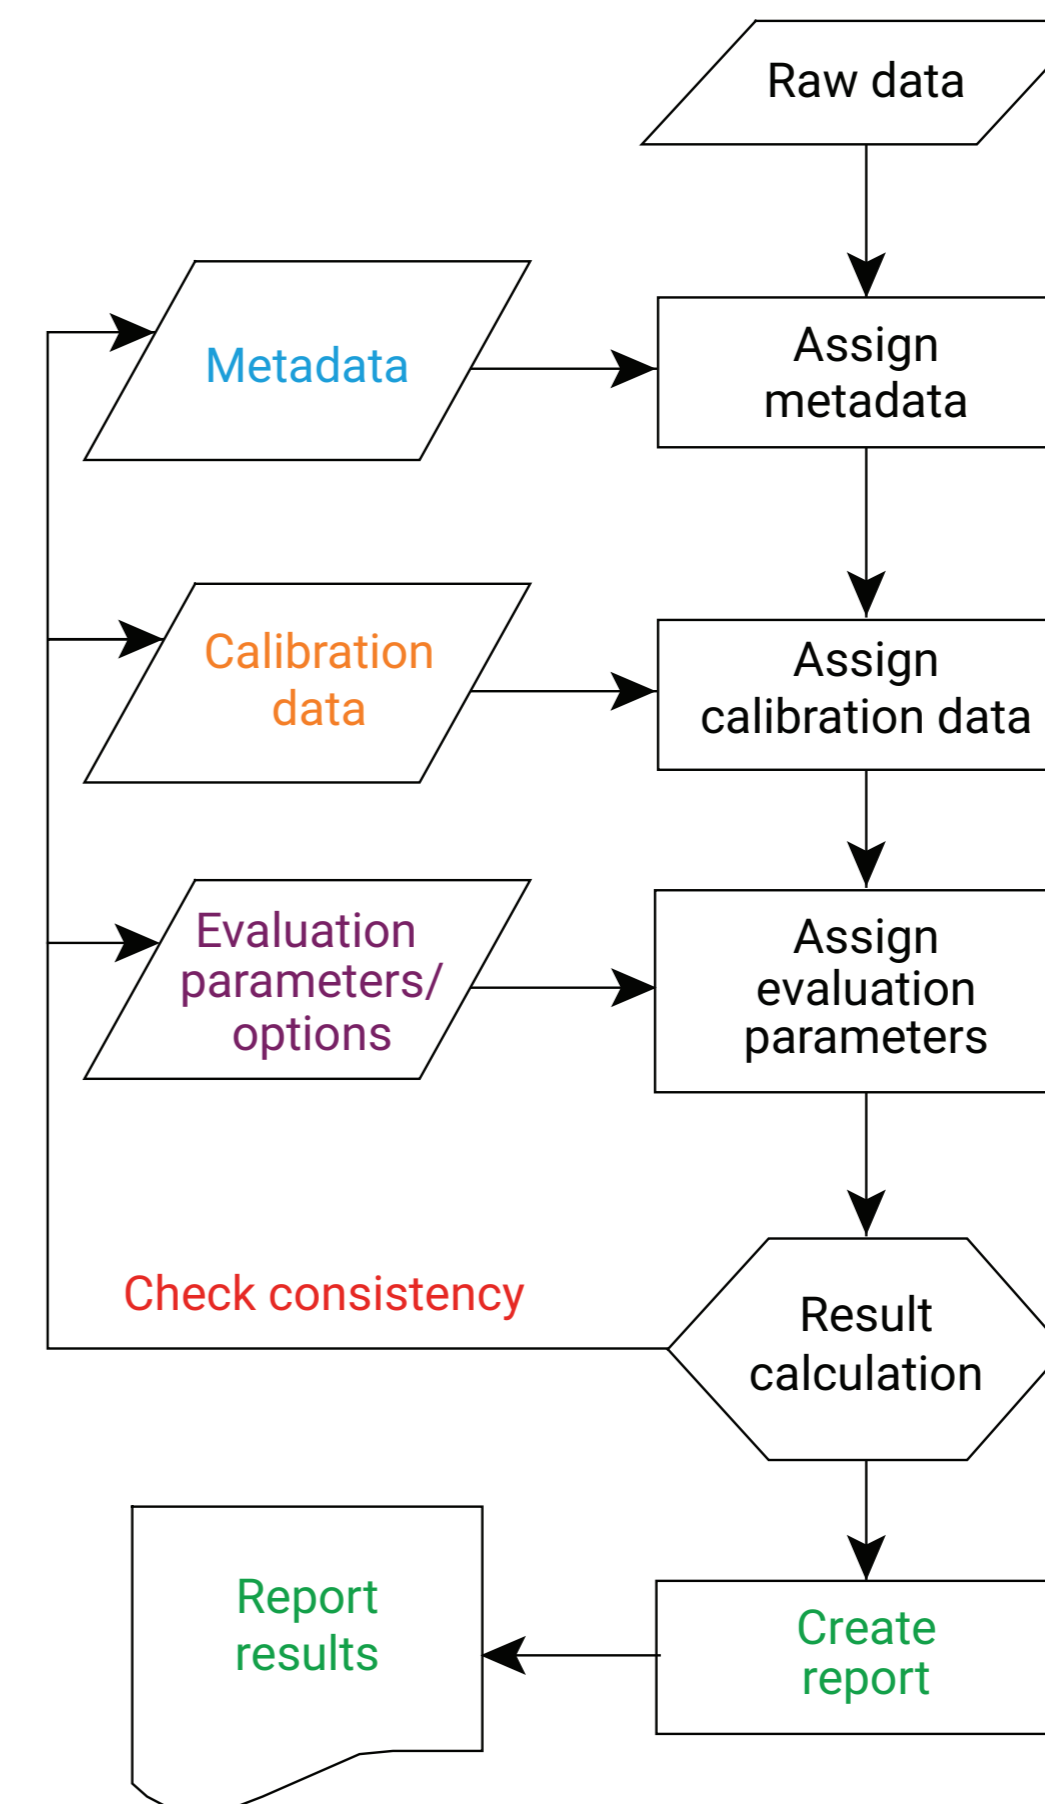 Raw data
Metadata
Assign
metadata
Calibration
data
Assign
calibration data
Evaluation
parameters/
options
Assign
evaluation
parameters
Check consistency
Result
calculation
Report
results
Create
report